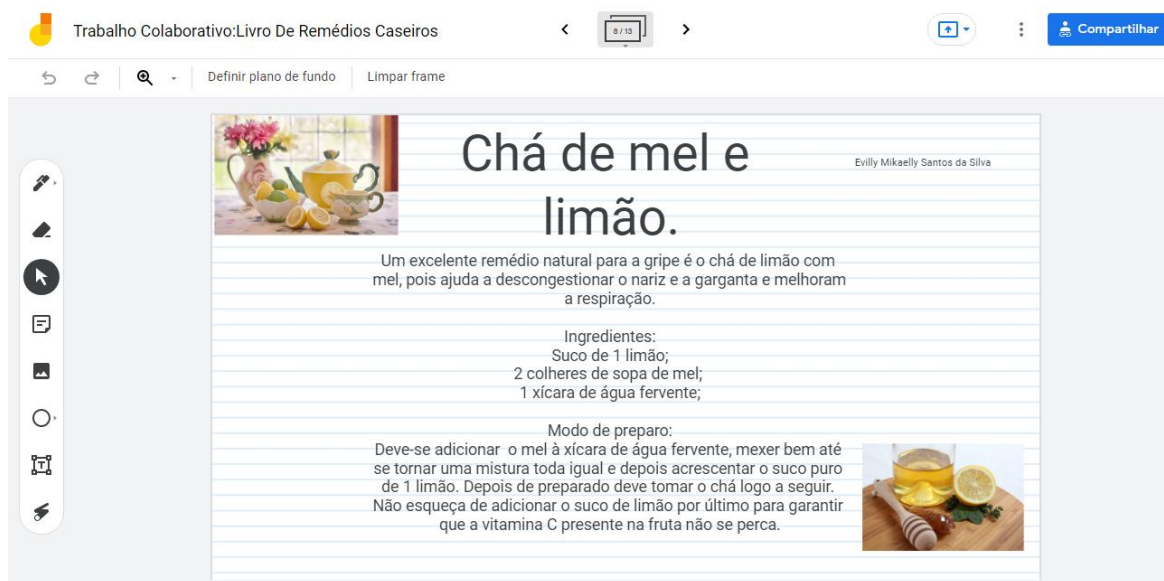 Trabalho Colaborativo:Livro De Remédios Caseiros
8 / 13
Compartilhar
Definir plano de fundo
Limpar frame
Chá de mel e
limão.
Evilly Mikaelly Santos da Silva
Um excelente remédio natural para a gripe é o chá de limão com
mel, pois ajuda a descongestionar o nariz e a garganta e melhoram
a respiração.
Ingredientes:
Suco de 1 limão;
2 colheres de sopa de mel;
1 xícara de água fervente;
Modo de preparo:
Deve-se adicionar  o mel à xícara de água fervente, mexer bem até
se tornar uma mistura toda igual e depois acrescentar o suco puro
de 1 limão. Depois de preparado deve tomar o chá logo a seguir.
Não esqueça de adicionar o suco de limão por último para garantir
que a vitamina C presente na fruta não se perca.